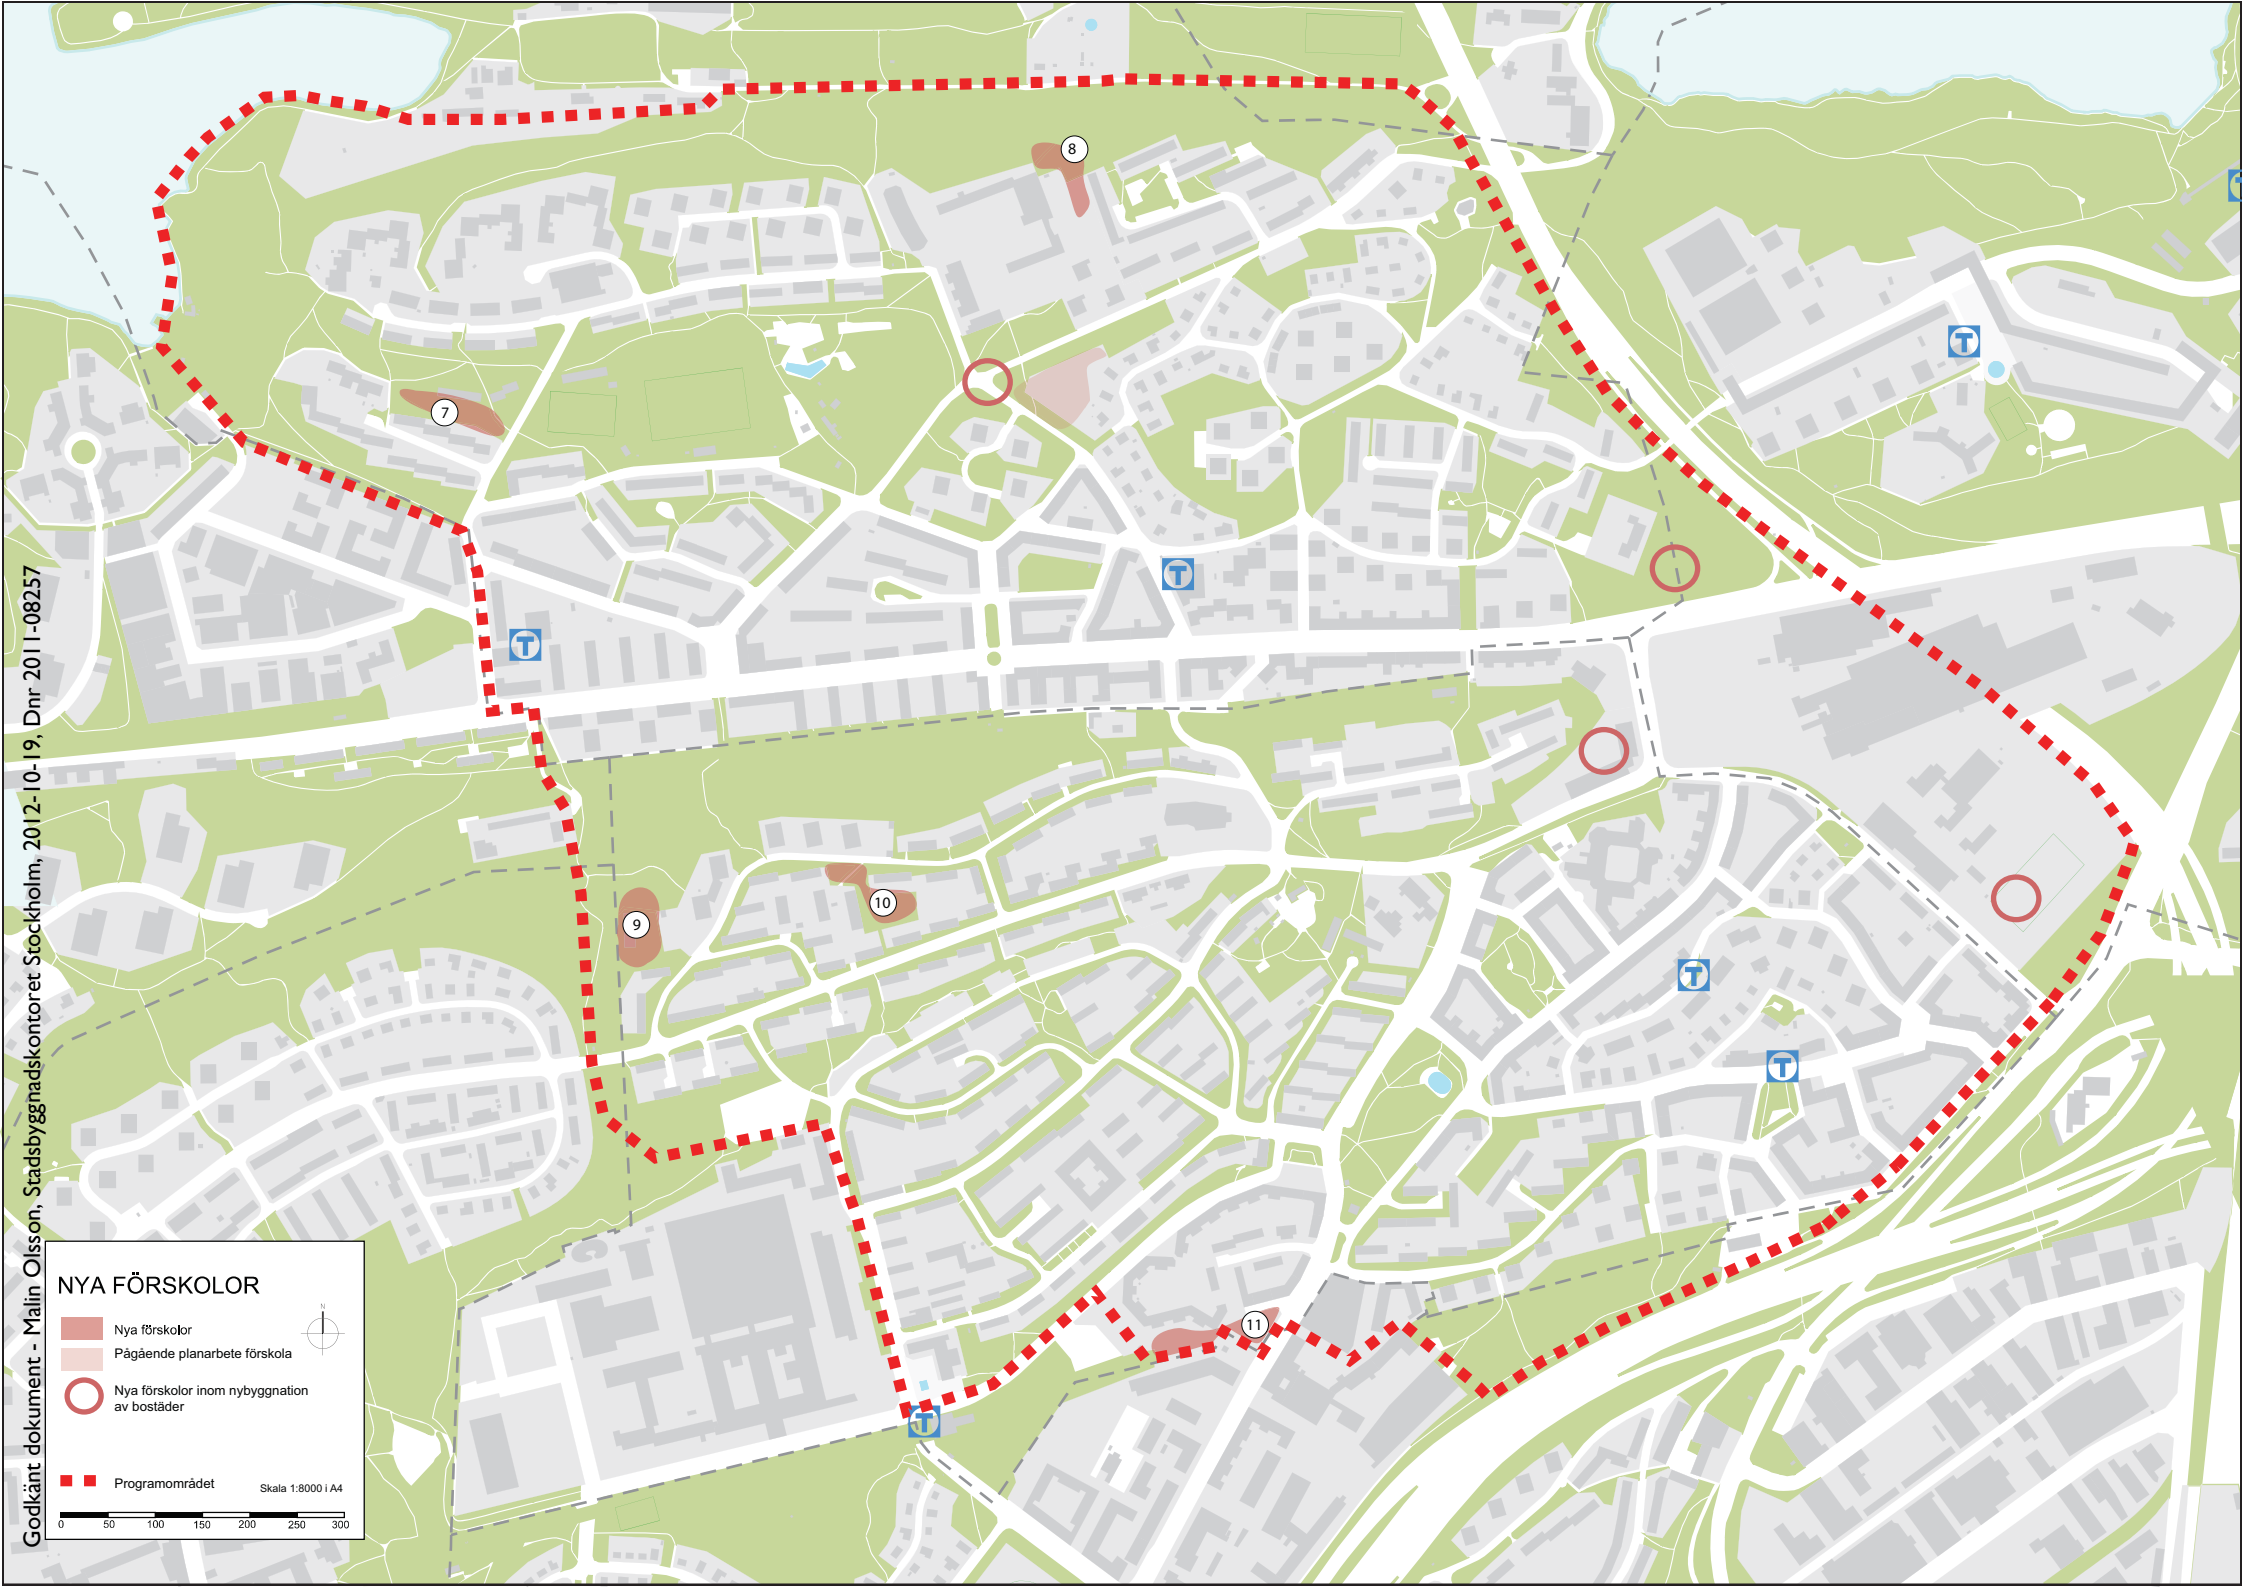 8
7
T
T
T
T
9
10
T
T
11
T
Godkänt dokument - Malin Olsson, Stadsbyggnadskontoret Stockholm, 2012-10-19, Dnr 2011-08257
NYA FÖRSKOLOR
N
Nya förskolor
Pågående planarbete förskola
Nya förskolor inom nybyggnation
av bostäder
Programområdet
Skala 1:8000 i A4
0 50 100 150 200 250 300